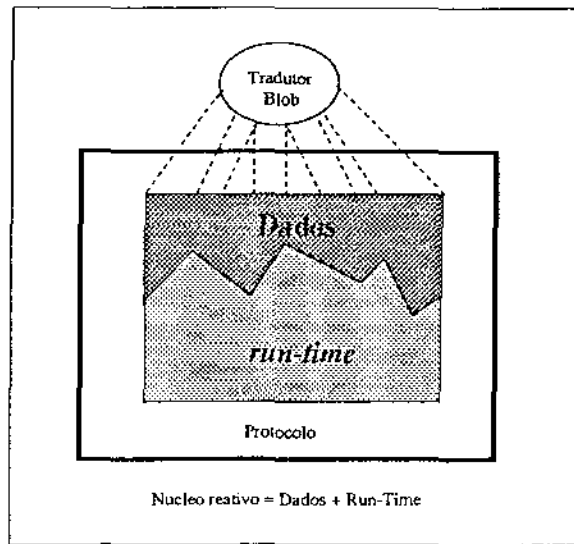 Tradutor
Blob
Dados
run-time
Protocolo
Nucleo reativo = Dados + Run-Time